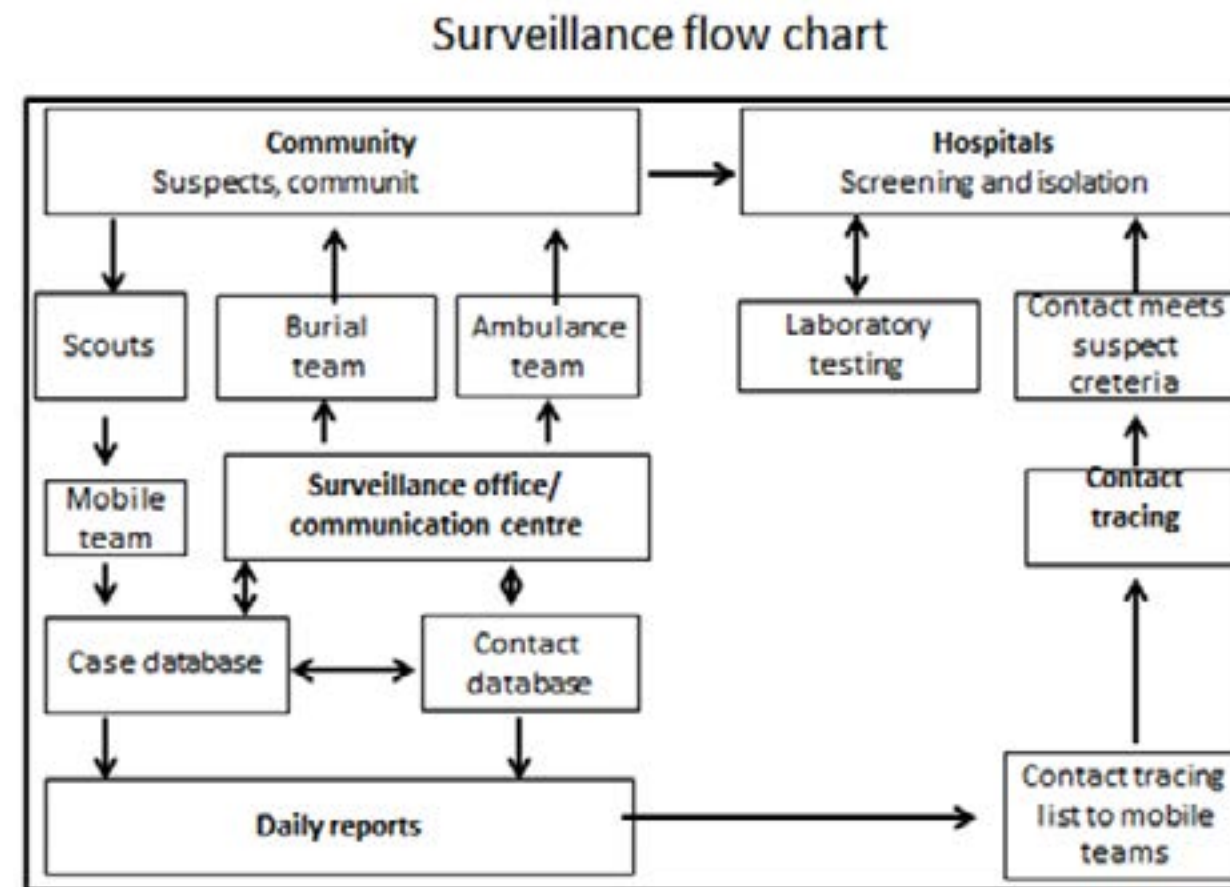 Surveillance flow chart
Community
Suspects, communit
Hospitals
Screening and isolation
Scouts
Burial
team
Ambulance
team
Laboratory
testing
Contact meets
suspect
creteria
Mobile
team
Surveillance office/
communication centre
Contact
tracing
Case database
Contact
database
Daily reports
Contact tracing
list to mobile
teams